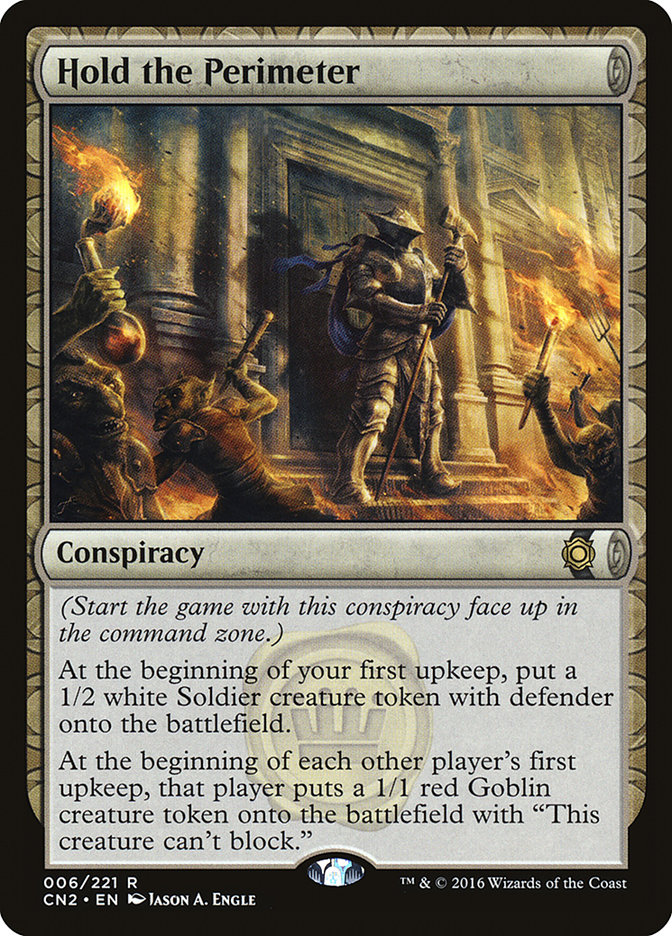 Hold the Perimeter
Conspiracy
(Start the game with this conspiracy face up in
the command zone.)
At the beginning of your first upkeep, put a
1/2 white Soldier creature token with defender
onto the battlefield.
At the beginning of each other player's first
upkeep, that player puts a 1/1 red Goblin
creature token onto the battlefield with “This
creature can't block.”
006/221 R
CN2 • EN Jason A. Engle
™ & © 2016 Wizards of the Coast